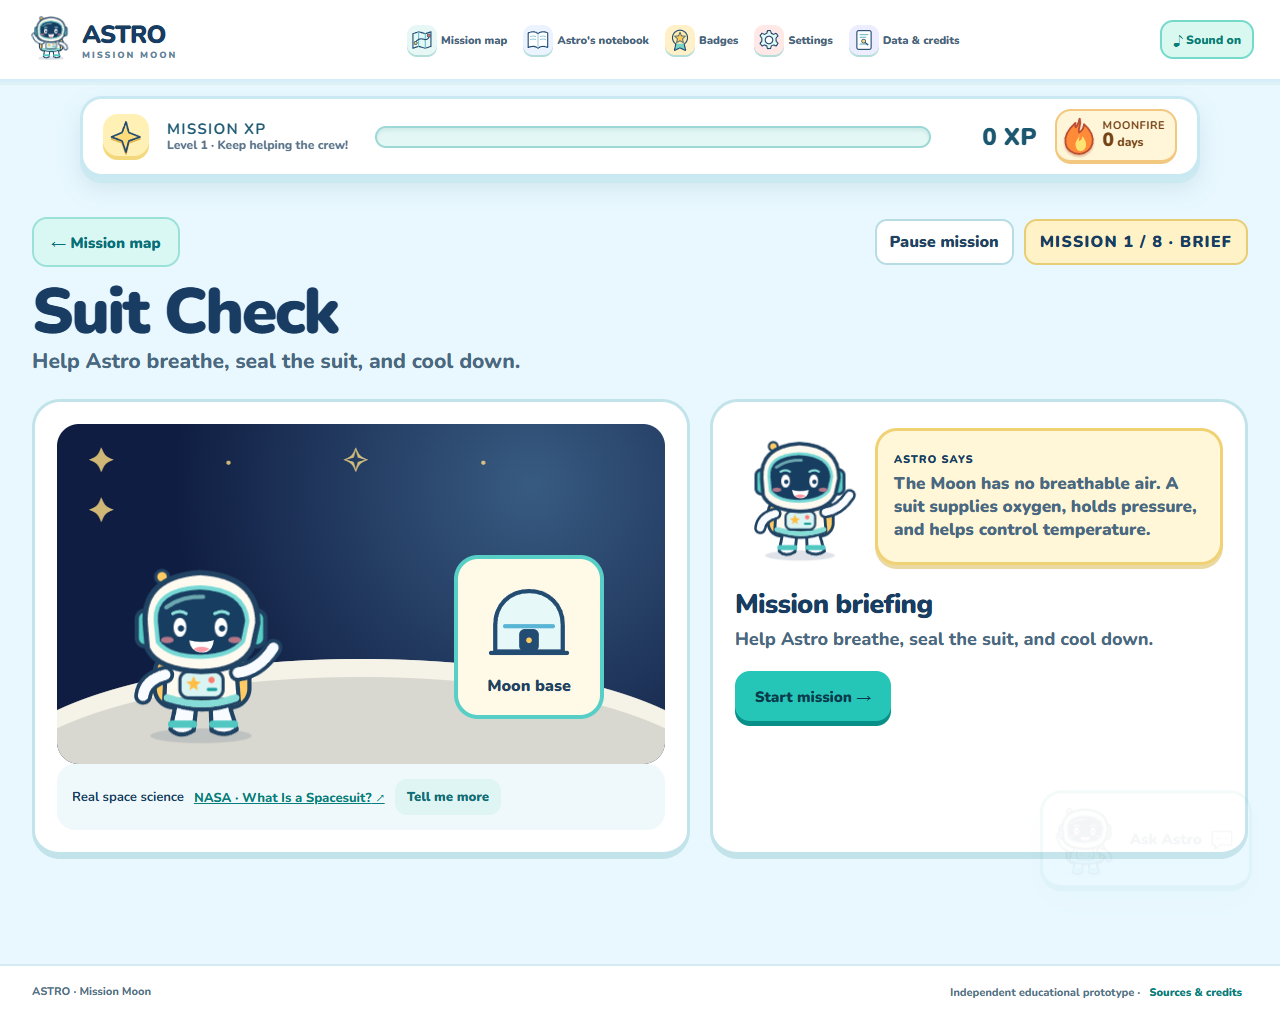 ASTRO
MISSION MOON
Mission map
Astro's notebook
Badges
Settings
Data & credits
♪ Sound on
MISSION XP
Level 1 · Keep helping the crew!
0 XP
MOONFIRE
0 days
← Mission map
Pause mission
MISSION 1 / 8 · BRIEF
Suit Check
Help Astro breathe, seal the suit, and cool down.
Moon base
Real space science
NASA · What Is a Spacesuit? ↗
Tell me more
ASTRO SAYS
The Moon has no breathable air. A
suit supplies oxygen, holds pressure,
and helps control temperature.
Mission briefing
Help Astro breathe, seal the suit, and cool down.
Start mission →
Ask Astro
ASTRO · Mission Moon
Independent educational prototype ·
Sources & credits